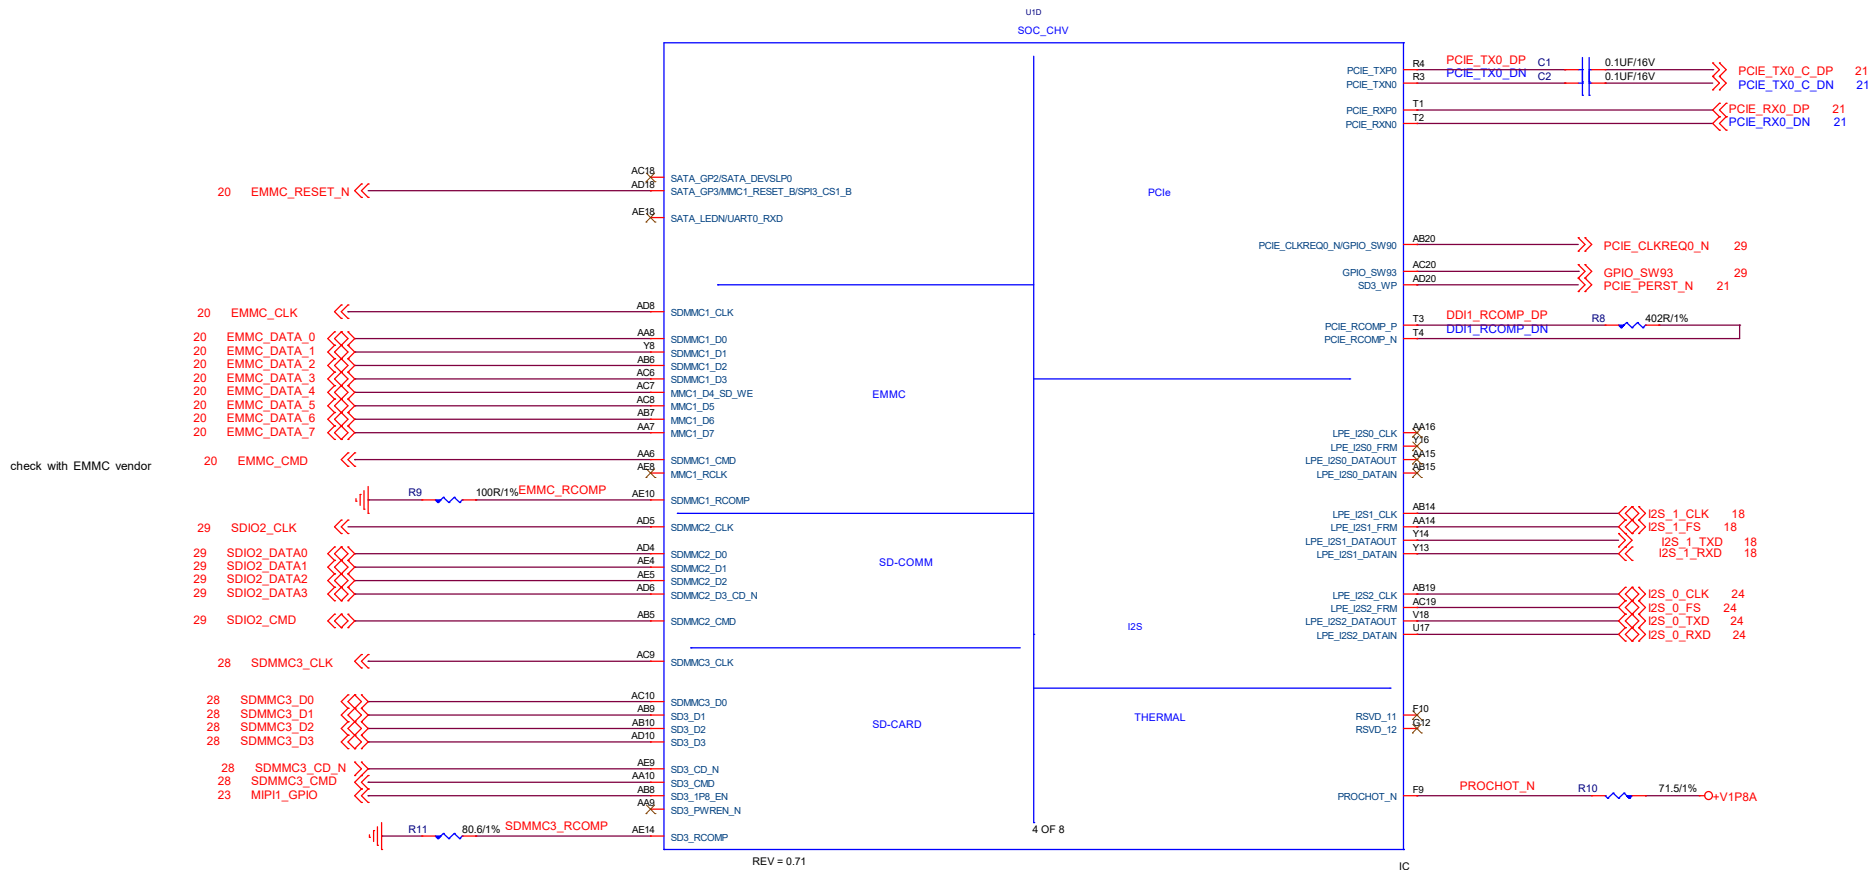 U1D
SOC_CHV
R4 PCIE_TX0_DP C1 0.1UF/16V
PCIE_TXP0 PCIE_TX0_C_DP 21
R3 PCIE_TX0_DN C2 0.1UF/16V
PCIE_TXN0 PCIE_TX0_C_DN 21
T1
PCIE_RXP0 PCIE_RX0_DP 21
T2
PCIE_RXN0 PCIE_RX0_DN 21
AC18
SATA_GP2/SATA_DEVSLP0
AD18
20 EMMC_RESET_N SATA_GP3/MMC1_RESET_B/SPI3_CS1_B
PCIe
AE18
SATA_LEDN/UART0_RXD
AB20
PCIE_CLKREQ0_N/GPIO_SW90 PCIE_CLKREQ0_N 29
AC20
GPIO_SW93 GPIO_SW93 29
AD20
SD3_WP PCIE_PERST_N 21
AD8
20 EMMC_CLK SDMMC1_CLK
T3 DDI1_RCOMP_DP R8 402R/1%
PCIE_RCOMP_P
T4 DDI1_RCOMP_DN
PCIE_RCOMP_N
AA8
20 EMMC_DATA_0 SDMMC1_D0
Y8
20 EMMC_DATA_1 SDMMC1_D1
AB6
20 EMMC_DATA_2 SDMMC1_D2
AC6
20 EMMC_DATA_3 SDMMC1_D3
AC7
20 EMMC_DATA_4 MMC1_D4_SD_WE
EMMC
AC8
20 EMMC_DATA_5 MMC1_D5
AB7
20 EMMC_DATA_6 MMC1_D6
AA7
20 EMMC_DATA_7 MMC1_D7
AA16
LPE_I2S0_CLK
Y16
LPE_I2S0_FRM
AA15
LPE_I2S0_DATAOUT
AB15
LPE_I2S0_DATAIN
AA6
20 EMMC_CMD SDMMC1_CMD
check with EMMC vendor
AE8
MMC1_RCLK
R9 100R/1% EMMC_RCOMP AE10
SDMMC1_RCOMP
AB14
LPE_I2S1_CLK I2S_1_CLK 18
AA14
LPE_I2S1_FRM I2S_1_FS 18
Y14
LPE_I2S1_DATAOUT I2S_1_TXD 18
Y13
LPE_I2S1_DATAIN I2S_1_RXD 18
AD5
29 SDIO2_CLK SDMMC2_CLK
AD4
29 SDIO2_DATA0 SDMMC2_D0
SD-COMM
AE4
29 SDIO2_DATA1 SDMMC2_D1
AE5
29 SDIO2_DATA2 SDMMC2_D2
AD6
29 SDIO2_DATA3 SDMMC2_D3_CD_N
AB5
29 SDIO2_CMD SDMMC2_CMD
AB19
LPE_I2S2_CLK I2S_0_CLK 24
AC19
LPE_I2S2_FRM I2S_0_FS 24
V18
LPE_I2S2_DATAOUT I2S_0_TXD 24
I2S
U17
LPE_I2S2_DATAIN I2S_0_RXD 24
AC9
28 SDMMC3_CLK SDMMC3_CLK
AC10
28 SDMMC3_D0 SDMMC3_D0
AB9
28 SDMMC3_D1 SD3_D1
AB10
28 SDMMC3_D2 SD3_D2
AD10
28 SDMMC3_D3 SD3_D3
SD-CARD
THERMAL
F10
RSVD_11
G12
RSVD_12
AE9
28 SDMMC3_CD_N SD3_CD_N
AA10
28 SDMMC3_CMD SD3_CMD
AB8
23 MIPI1_GPIO SD3_1P8_EN
AA9
SD3_PWREN_N
F9 PROCHOT_N R10 71.5/1%
PROCHOT_N +V1P8A
R11 80.6/1% SDMMC3_RCOMP AE14
SD3_RCOMP
4 OF 8
REV = 0.71
IC